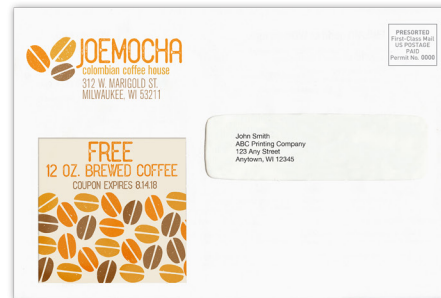 JOEMOCHA
colombian coffee house
312 W. MARIGOLD ST.
MILWAUKEE, WI 53211
PRESORTED
First-Class Mail
US POSTAGE
PAID
Permit No. 0000
John Smith
ABC Printing Company
123 Any Street
Anytown, WI 12345
FREE
12 OZ. BREWED COFFEE
COUPON EXPIRES 8.14.18